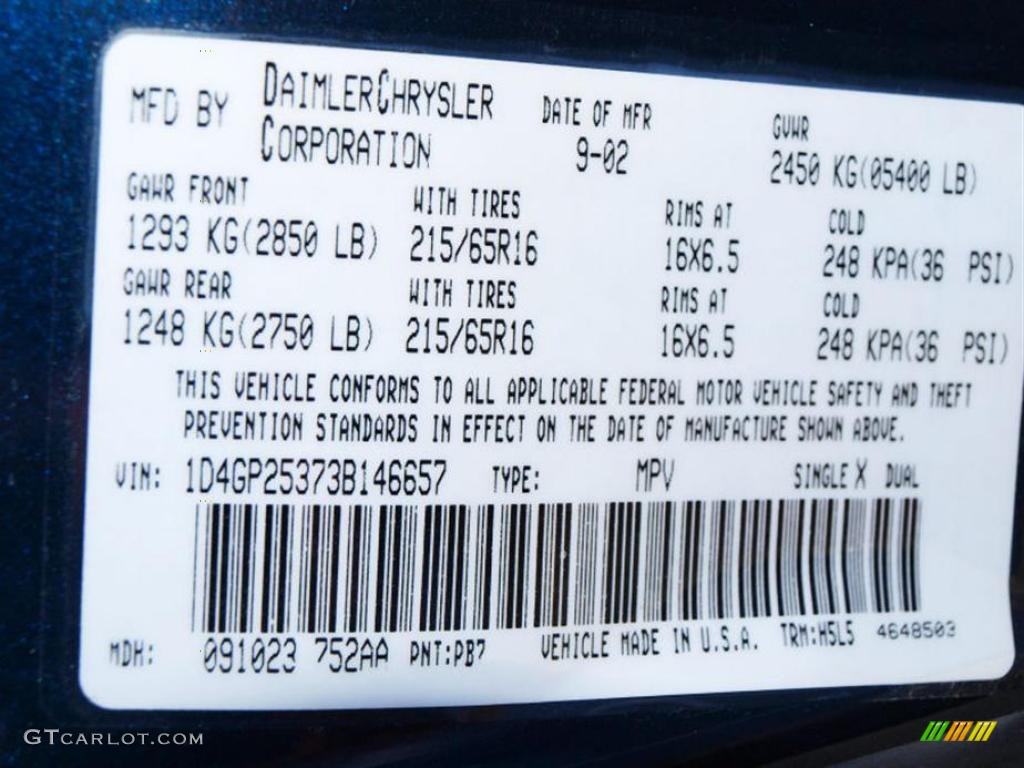 MFD BY DAIMLERCHRYSLER CORPORATION
DATE OF MFR 9-02
GVWR 2450 KG(05400 LB)
GAWR FRONT WITH TIRES RIMS AT COLD
1293 KG(2850 LB) 215/65R16 16X6.5 248 KPA(36 PSI)
GAWR REAR WITH TIRES RIMS AT COLD
1248 KG(2750 LB) 215/65R16 16X6.5 248 KPA(36 PSI)
THIS VEHICLE CONFORMS TO ALL APPLICABLE FEDERAL MOTOR VEHICLE SAFETY AND THEFT
PREVENTION STANDARDS IN EFFECT ON THE DATE OF MANUFACTURE SHOWN ABOVE.
VIN: 1D4GP25373B146657 TYPE: MPV SINGLE X DUAL
MDH: 091023 752AA PNT:PB7 VEHICLE MADE IN U.S.A. TRM:H5L5 4648503
GTCARLOT.COM